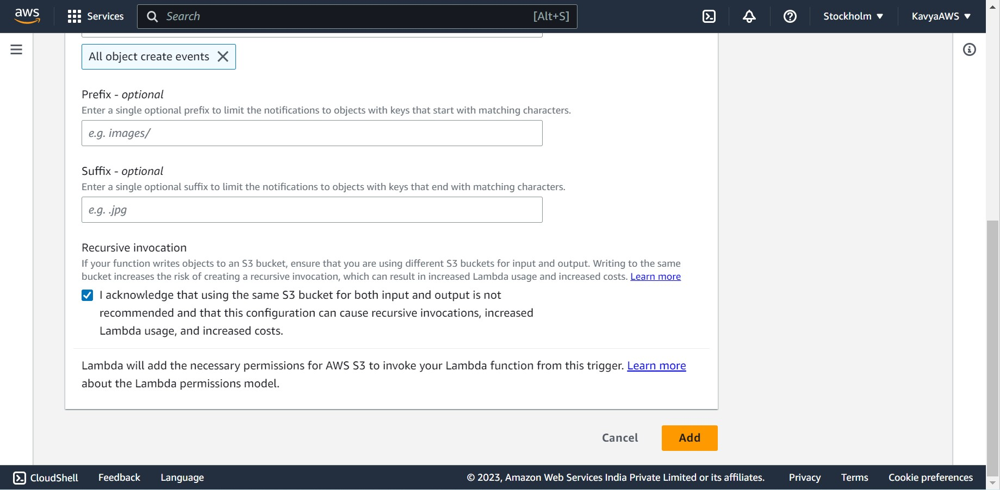 aws
Services
Search
[Alt+S]
Stockholm
KavyaAWS
All object create events
Prefix - optional
Enter a single optional prefix to limit the notifications to objects with keys that start with matching characters.
e.g. images/
Suffix - optional
Enter a single optional suffix to limit the notifications to objects with keys that end with matching characters.
e.g. .jpg
Recursive invocation
If your function writes objects to an S3 bucket, ensure that you are using different S3 buckets for input and output. Writing to the same
bucket increases the risk of creating a recursive invocation, which can result in increased Lambda usage and increased costs. Learn more
I acknowledge that using the same S3 bucket for both input and output is not
recommended and that this configuration can cause recursive invocations, increased
Lambda usage, and increased costs.
Lambda will add the necessary permissions for AWS S3 to invoke your Lambda function from this trigger. Learn more
about the Lambda permissions model.
Cancel
Add
CloudShell
Feedback
Language
© 2023, Amazon Web Services India Private Limited or its affiliates.
Privacy
Terms
Cookie preferences